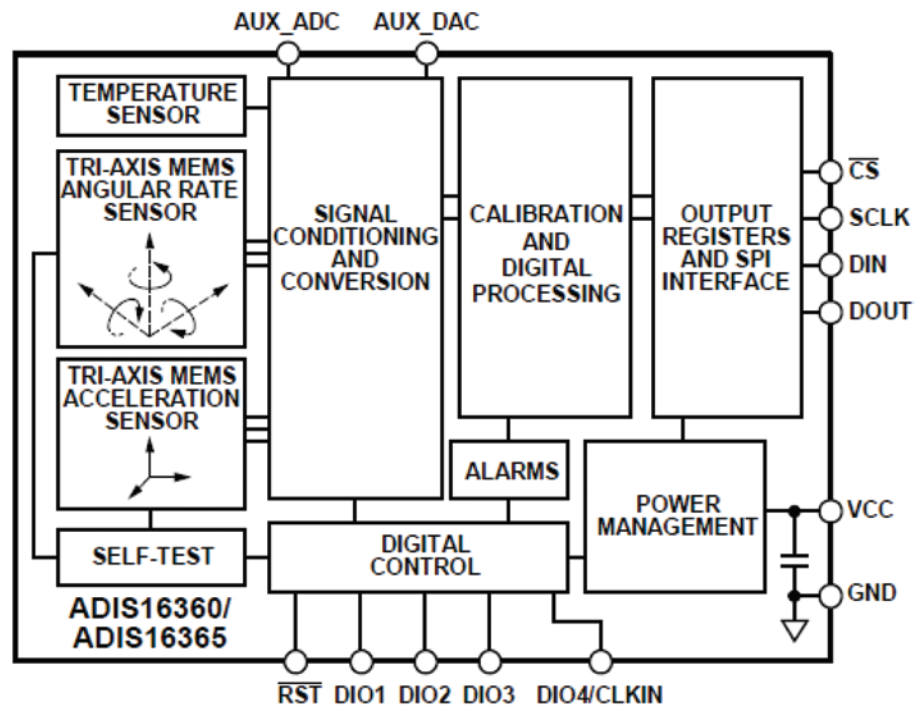 AUX_ADC
AUX_DAC
TEMPERATURE
SENSOR
TRI-AXIS MEMS
ANGULAR RATE
SENSOR
SIGNAL
CONDITIONING
AND
CONVERSION
CALIBRATION
AND
DIGITAL
PROCESSING
OUTPUT
REGISTERS
AND SPI
INTERFACE
CS
SCLK
DIN
DOUT
TRI-AXIS MEMS
ACCELERATION
SENSOR
ALARMS
POWER
MANAGEMENT
VCC
GND
SELF-TEST
DIGITAL
CONTROL
ADIS16360/
ADIS16365
RST
DIO1
DIO2
DIO3
DIO4/CLKIN